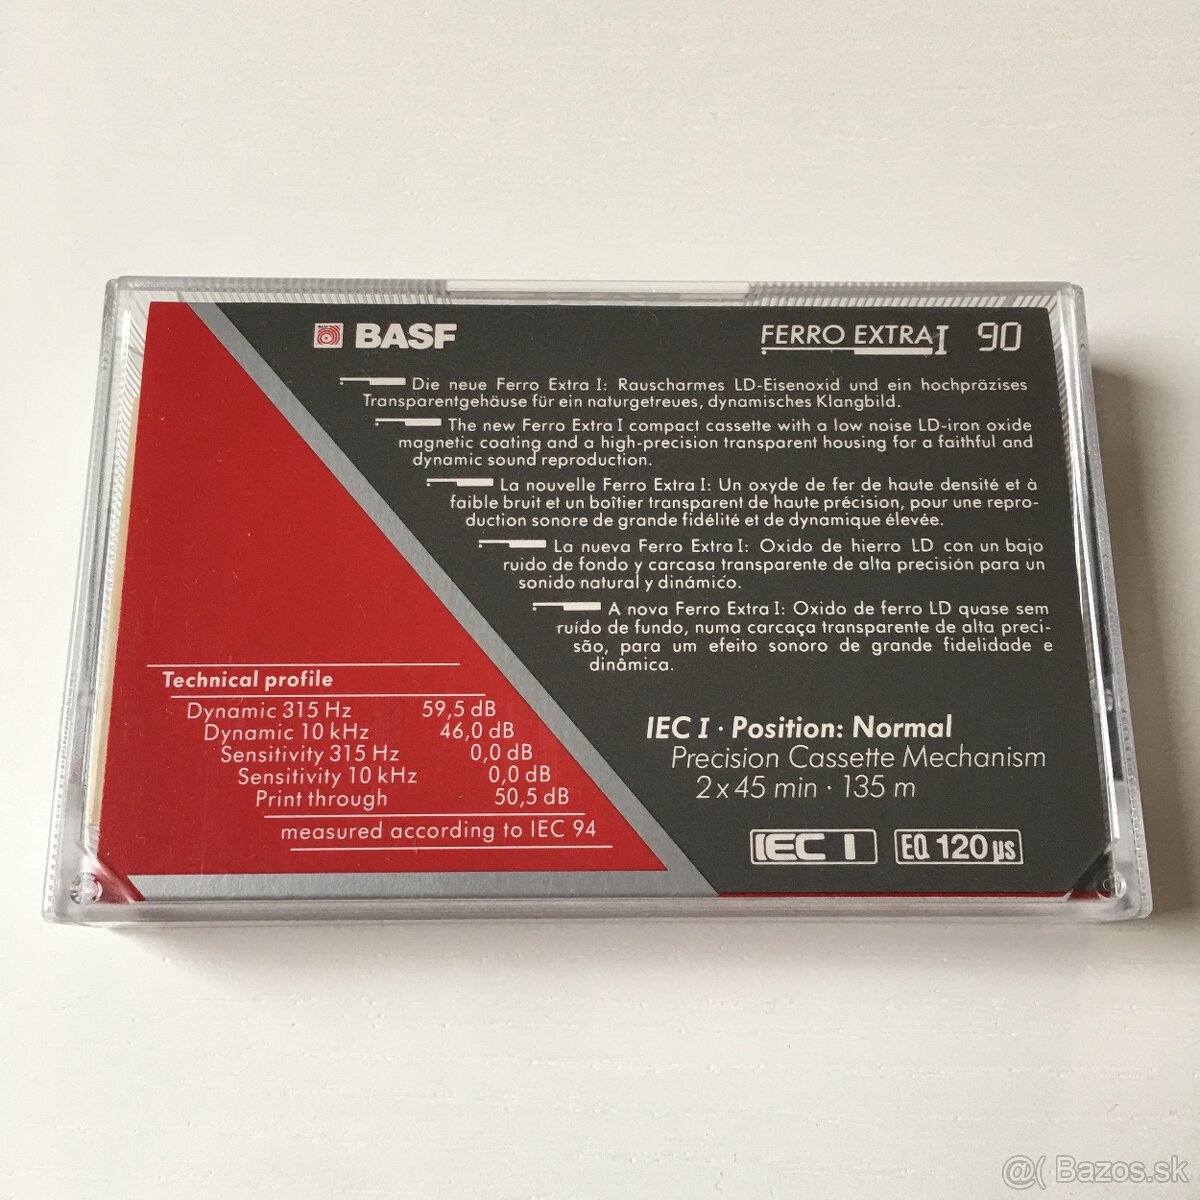 BASF
FERRO EXTRA I 90
Die neue Ferro Extra I: Rauscharmes LD-Eisenoxid und ein hochpräzises
Transparentgehäuse für ein naturgetreues, dynamisches Klangbild.
The new Ferro Extra I compact cassette with a low noise LD-iron oxide
magnetic coating and a high-precision transparent housing for a faithful and
dynamic sound reproduction.
La nouvelle Ferro Extra I: Un oxyde de fer de haute densité et à
faible bruit et un boîtier transparent de haute précision, pour une repro-
duction sonore de grande fidélité et de dynamique élevée.
La nueva Ferro Extra I: Oxido de hierro LD con un bajo
ruido de fondo y carcasa transparente de alta precisión para un
sonido natural y dinámico.
A nova Ferro Extra I: Oxido de ferro LD quase sem
ruído de fundo, numa carcaça transparente de alta preci-
são, para um efeito sonoro de grande fidelidade e
dinâmica.
Technical profile
Dynamic 315 Hz 59,5 dB
Dynamic 10 kHz 46,0 dB
Sensitivity 315 Hz 0,0 dB
Sensitivity 10 kHz 0,0 dB
Print through 50,5 dB
measured according to IEC 94
IEC I · Position: Normal
Precision Cassette Mechanism
2 x 45 min · 135 m
IEC I EQ 120 µs
@( Bazos.sk